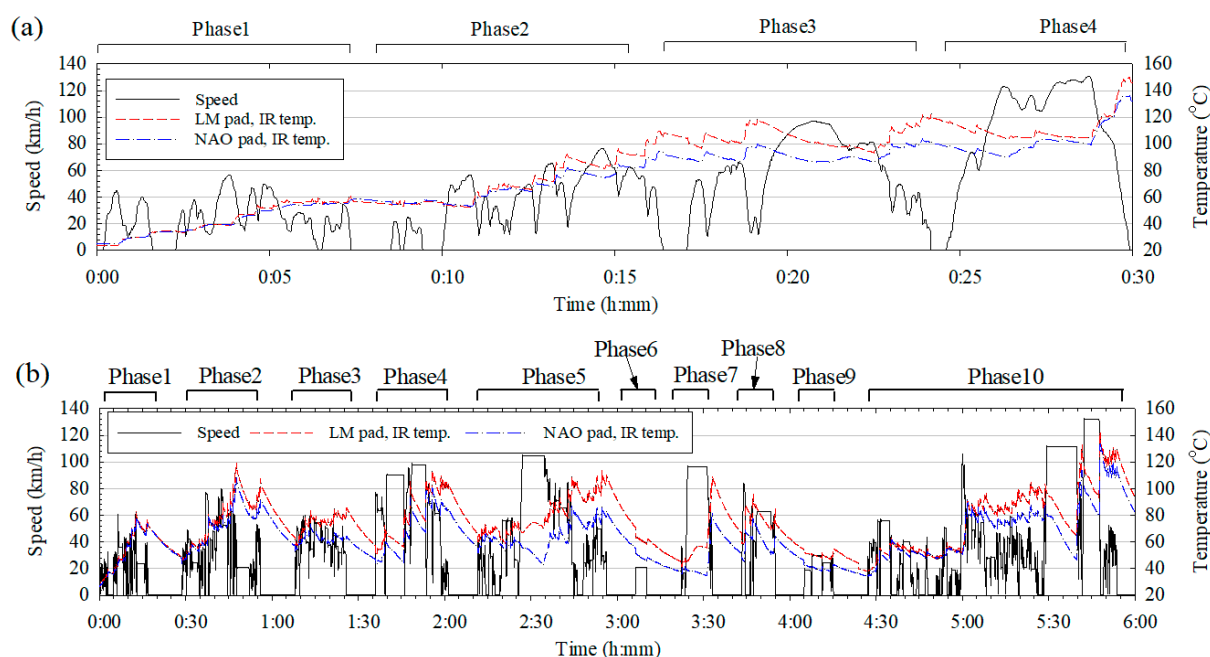 (a)
Phase1 Phase2 Phase3 Phase4
140 160
120 140
100 120
80 100
60 80
40 60
20 40
0 20
Speed (km/h)
Temperature (°C)
Speed
LM pad, IR temp.
NAO pad, IR temp.
0:00 0:05 0:10 0:15 0:20 0:25 0:30
Time (h:mm)
(b)
Phase6 Phase8
Phase1 Phase2 Phase3 Phase4 Phase5 Phase7 Phase9 Phase10
140 160
120 140
100 120
80 100
60 80
40 60
20 40
0 20
Speed (km/h)
Temperature (°C)
Speed LM pad, IR temp. NAO pad, IR temp.
0:00 0:30 1:00 1:30 2:00 2:30 3:00 3:30 4:00 4:30 5:00 5:30 6:00
Time (h:mm)